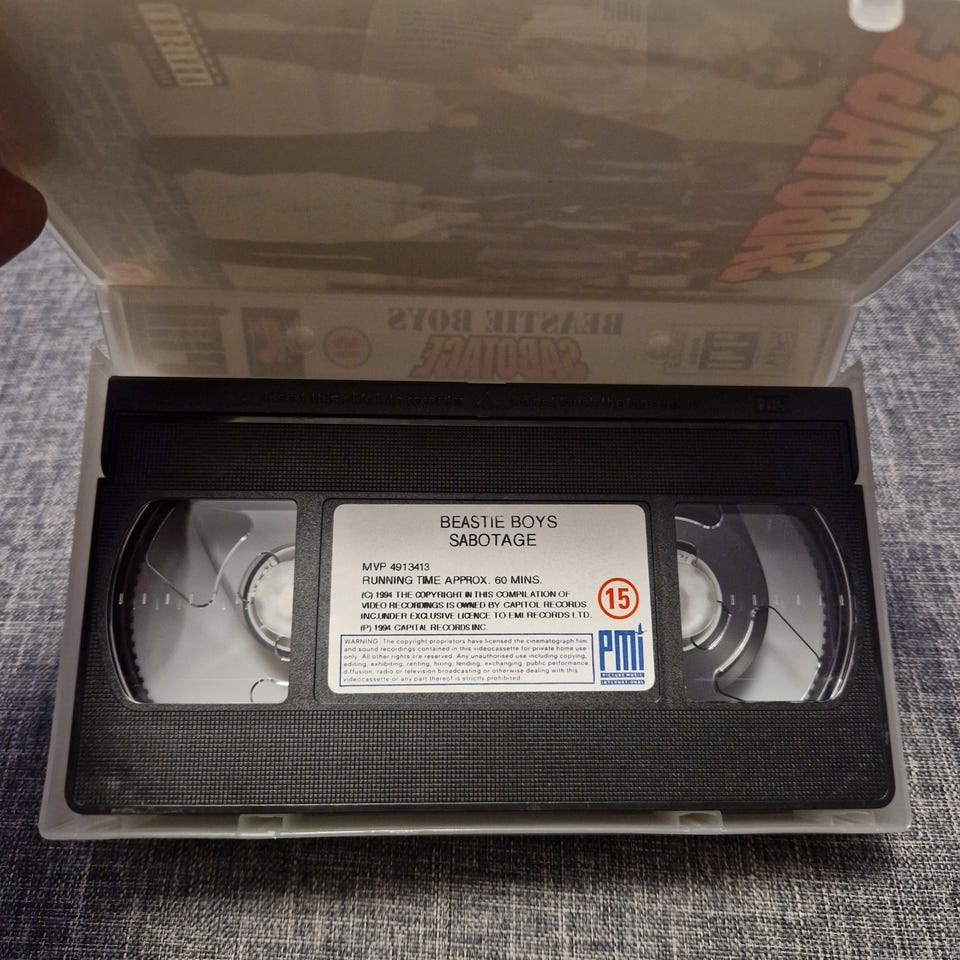 SABOTAGE
BEASTIE BOYS
SABOTAGE
BEASTIE BOYS
SABOTAGE
MVP 4913413
RUNNING TIME APPROX. 60 MINS.
(C) 1994 THE COPYRIGHT IN THIS COMPILATION OF
VIDEO RECORDINGS IS OWNED BY CAPITOL RECORDS
INC.UNDER EXCLUSIVE LICENCE TO EMI RECORDS LTD.
(P) 1994 CAPITAL RECORDS INC.
15
WARNING: The copyright proprietors have licensed the cinematograph film
and sound recordings contained in this videocassette for private home use
only. All other rights are reserved. Any unauthorised use including copying,
editing, exhibiting, renting, hiring, lending, exchanging, public performance,
diffusion, radio or television broadcasting or otherwise dealing with this
videocassette or any part thereof is strictly prohibited.
pmi
PICTURE MUSIC
INTERNATIONAL